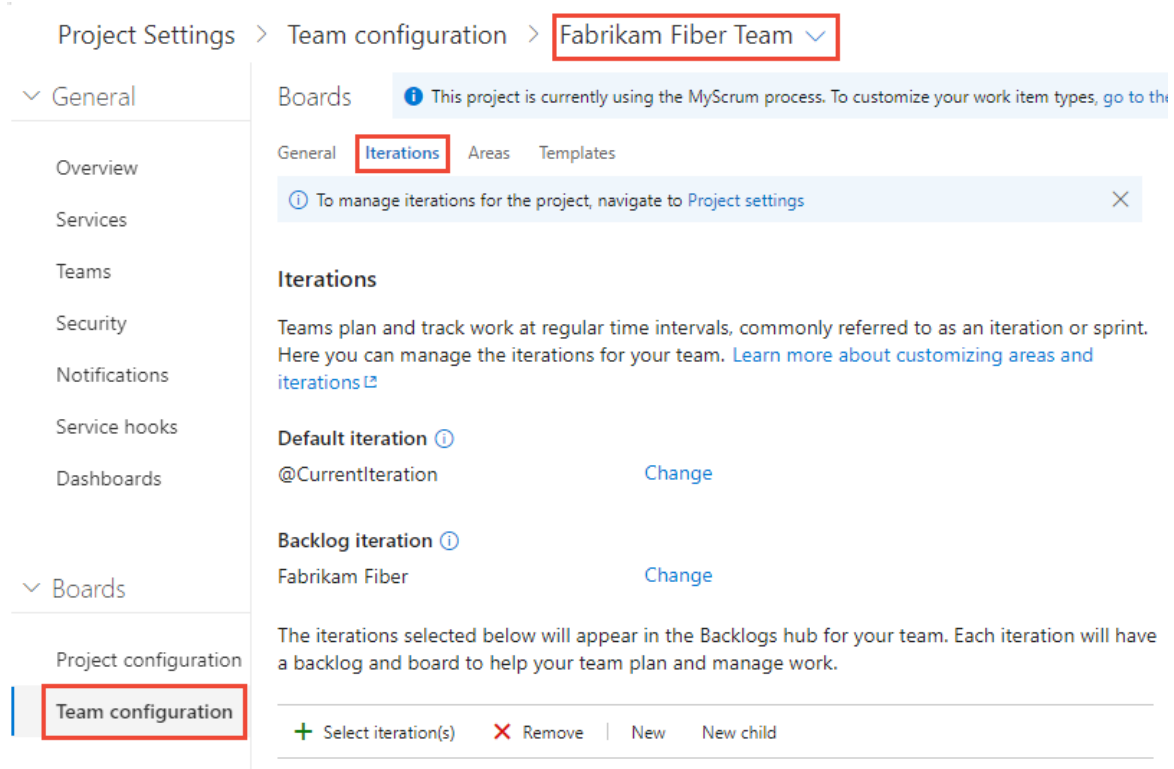 Project Settings > Team configuration > Fabrikam Fiber Team
General
Overview
Services
Teams
Security
Notifications
Service hooks
Dashboards
Boards
Project configuration
Team configuration
Boards
This project is currently using the MyScrum process. To customize your work item types, go to the
General Iterations Areas Templates
To manage iterations for the project, navigate to Project settings
Iterations
Teams plan and track work at regular time intervals, commonly referred to as an iteration or sprint.
Here you can manage the iterations for your team. Learn more about customizing areas and
iterations
Default iteration
@CurrentIteration Change
Backlog iteration
Fabrikam Fiber Change
The iterations selected below will appear in the Backlogs hub for your team. Each iteration will have
a backlog and board to help your team plan and manage work.
+ Select iteration(s) Remove | New New child